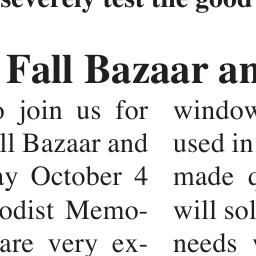 severely test the good
Fall Bazaar an
o join us for
ll Bazaar and
ay October 4
odist Memo-
are very ex-
window
used in
made q
will sol
needs v